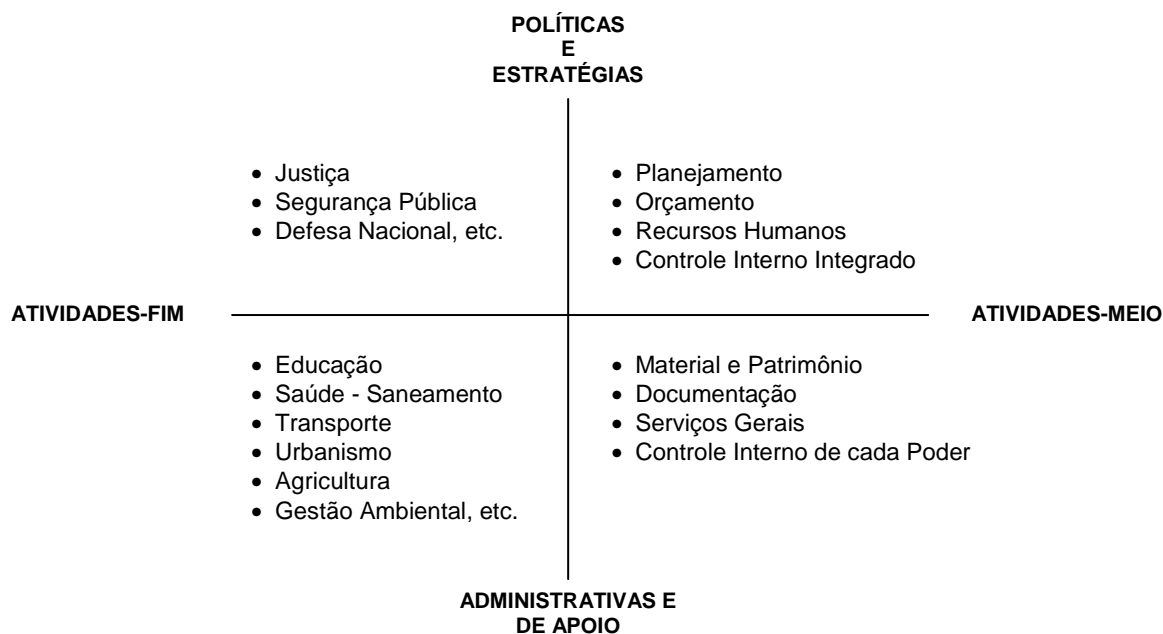 POLÍTICAS
E
ESTRATÉGIAS
• Justiça
• Segurança Pública
• Defesa Nacional, etc.
• Planejamento
• Orçamento
• Recursos Humanos
• Controle Interno Integrado
ATIVIDADES-FIM
ATIVIDADES-MEIO
• Educação
• Saúde - Saneamento
• Transporte
• Urbanismo
• Agricultura
• Gestão Ambiental, etc.
• Material e Patrimônio
• Documentação
• Serviços Gerais
• Controle Interno de cada Poder
ADMINISTRATIVAS E
DE APOIO